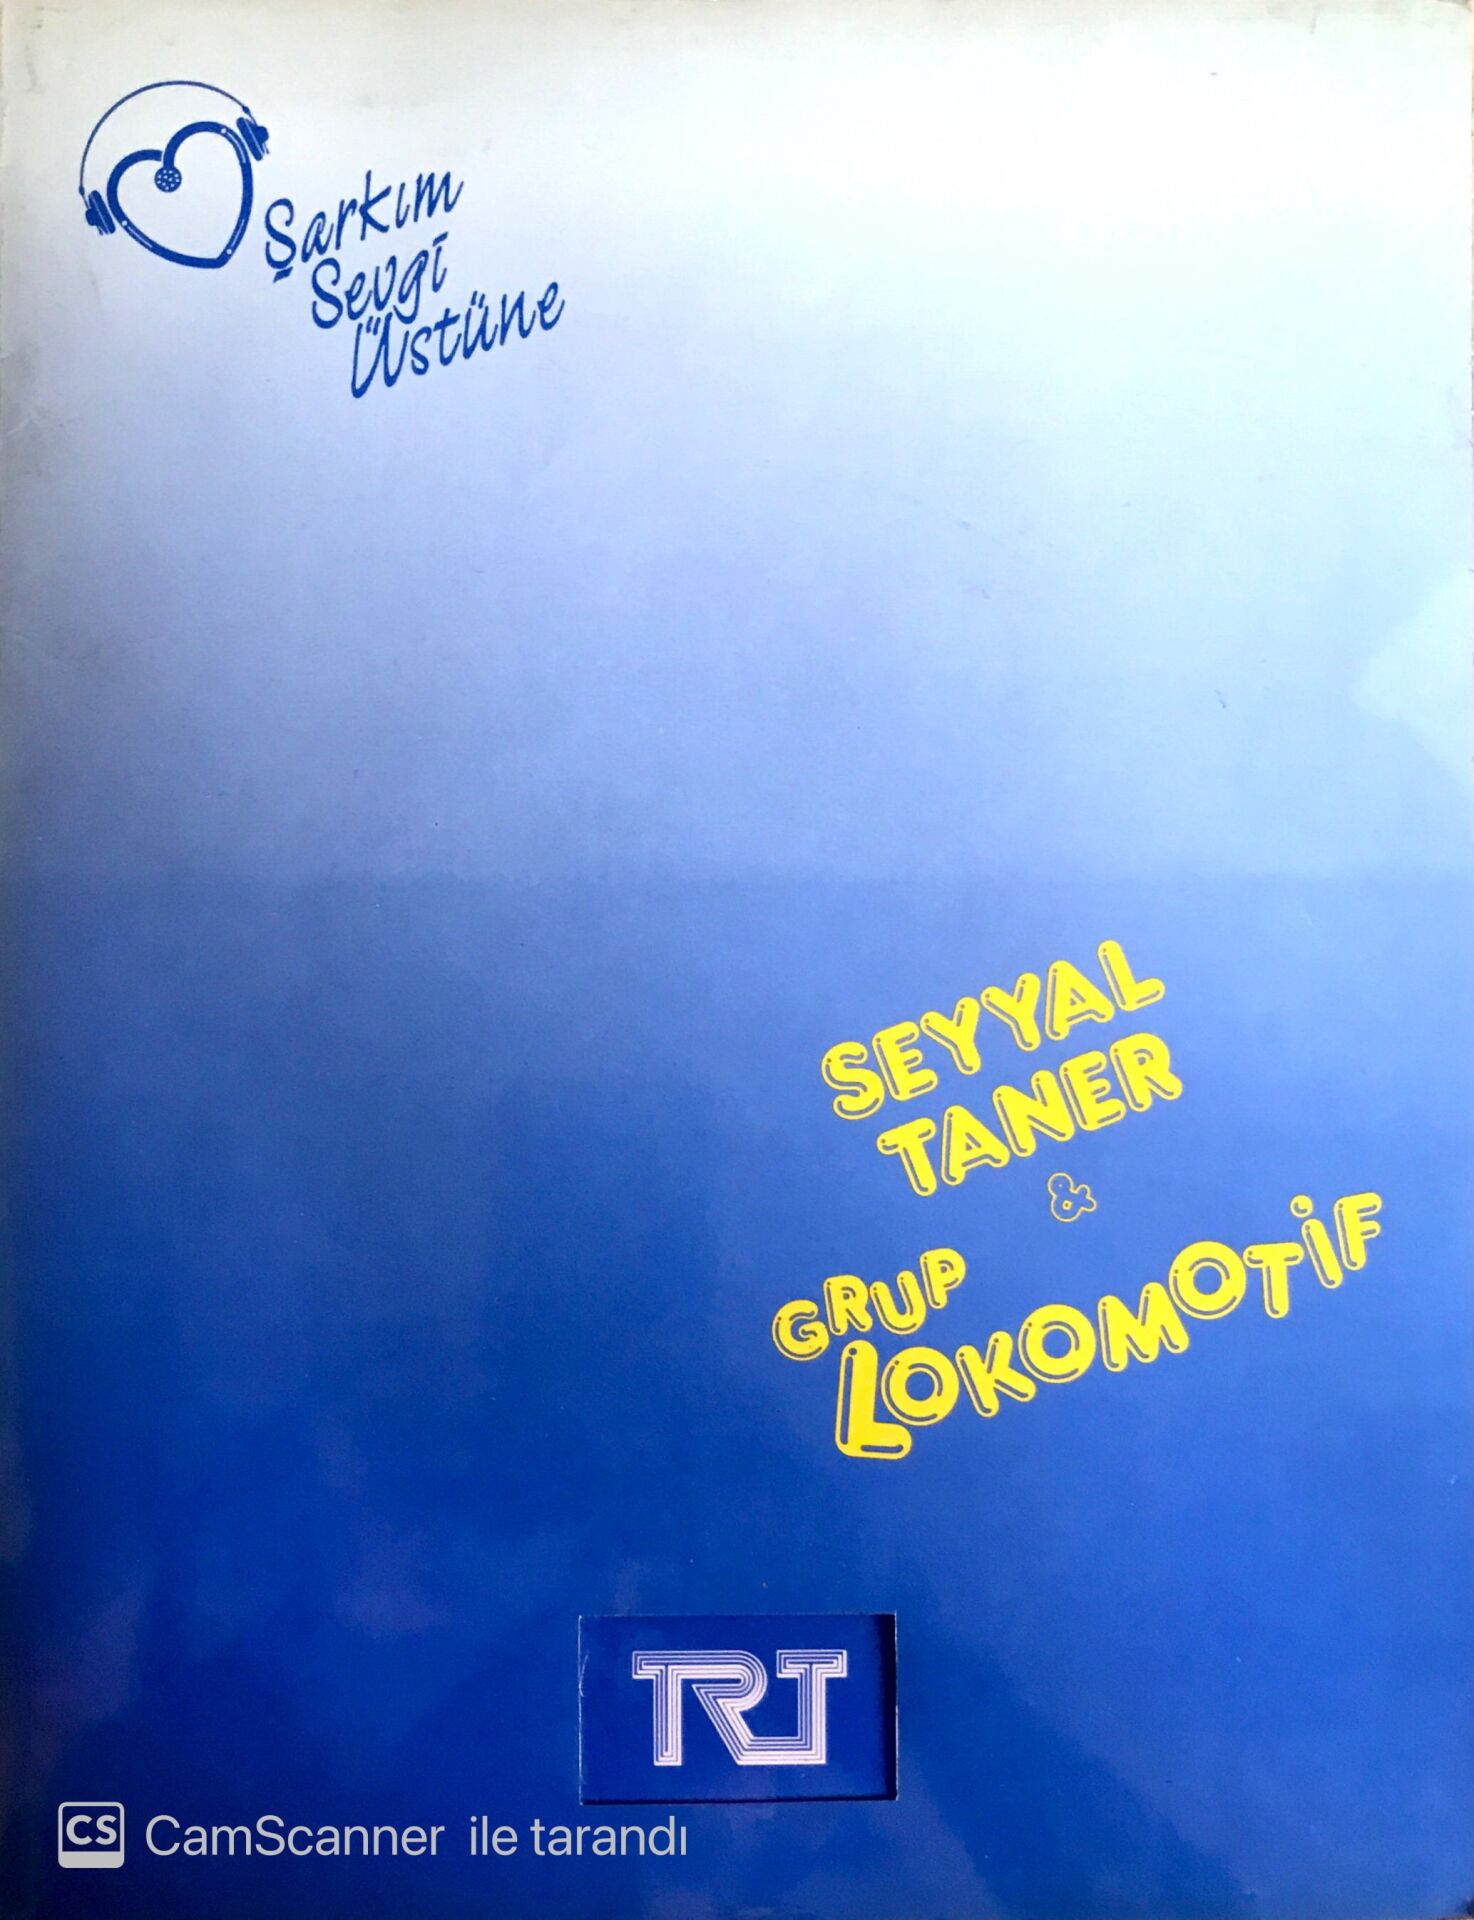 Şarkım
Sevgi
Üstüne
SEYYAL
TANER
&
GRUP
LOKOMOTİF
TRT
CS CamScanner ile tarandı